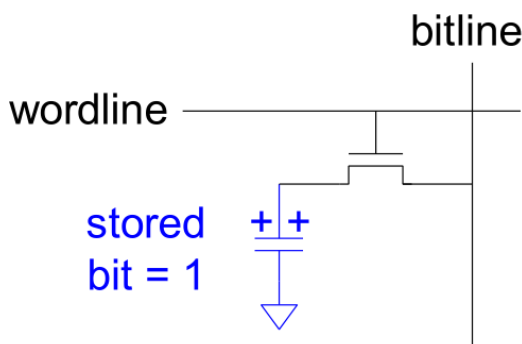 bitline
wordline
stored + +
bit = 1